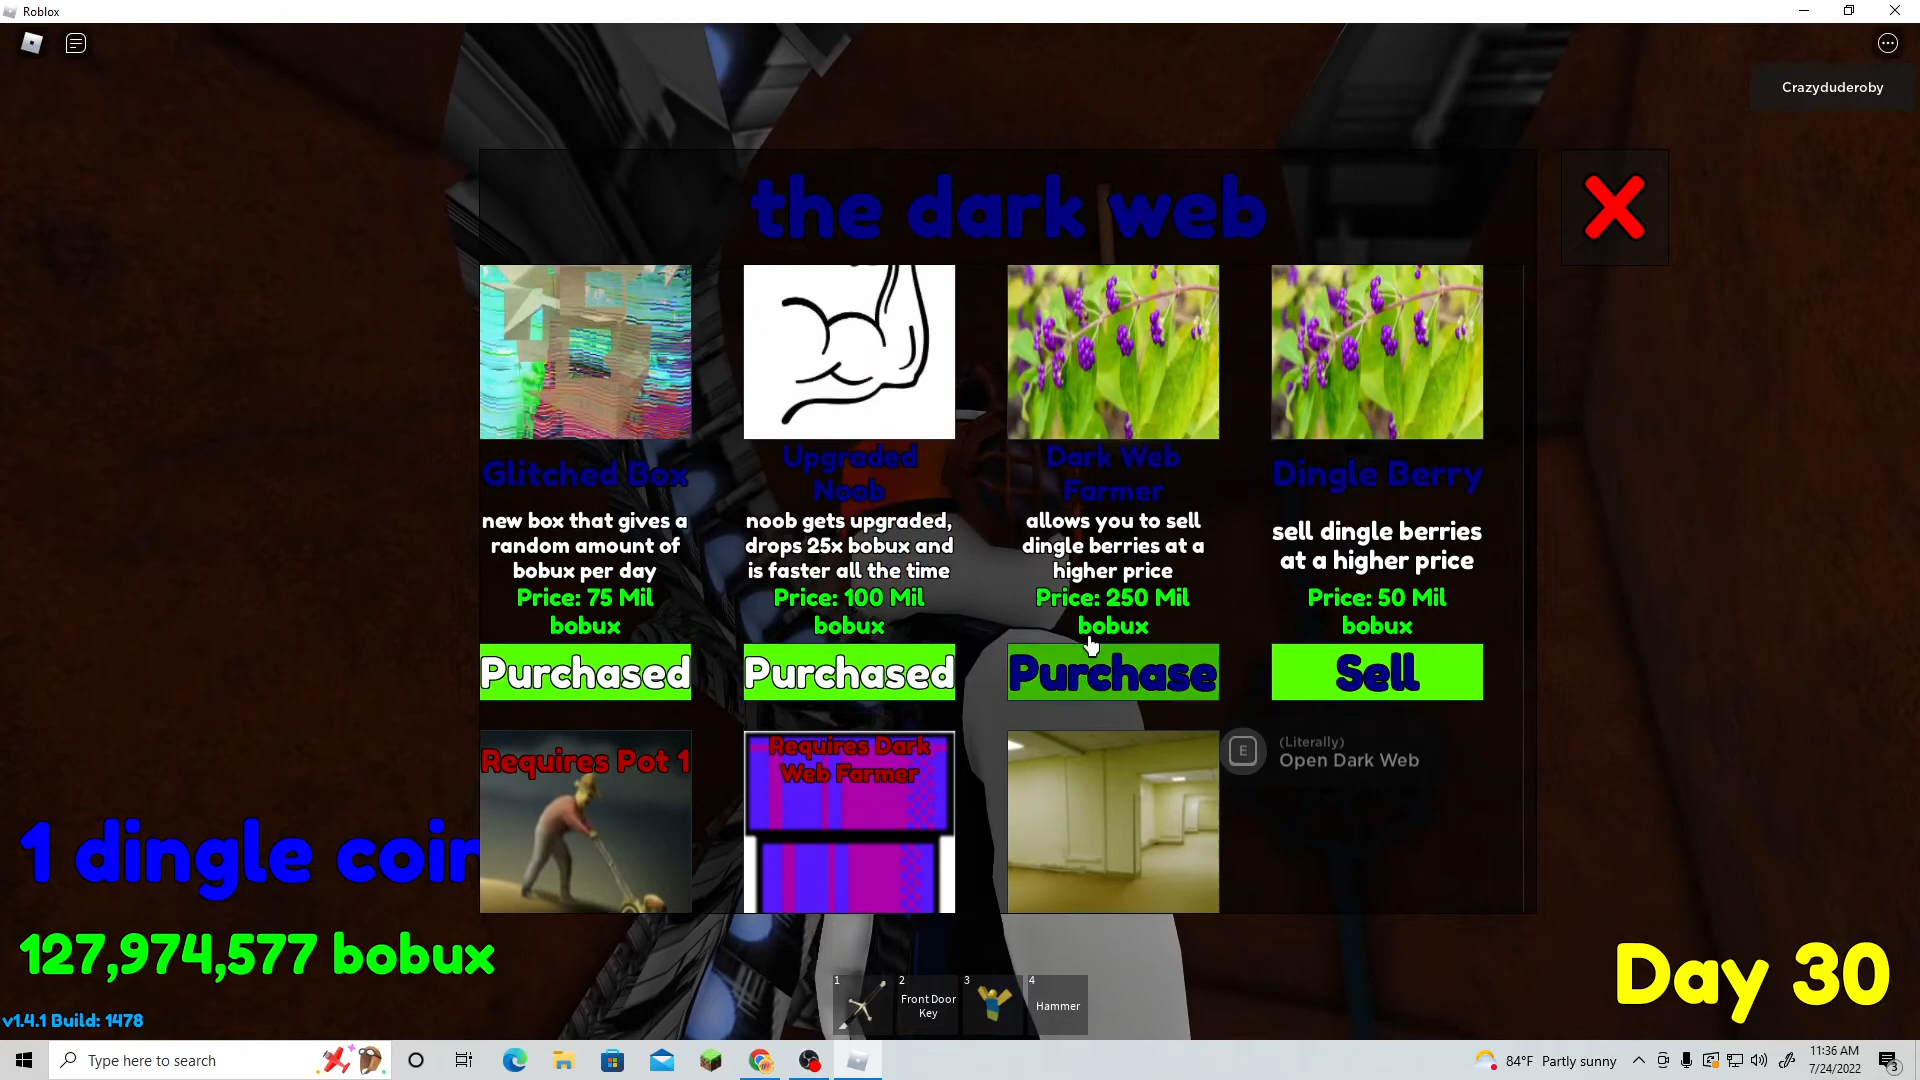 Roblox
Crazyduderoby
the dark web
Glitched Box
new box that gives a
random amount of
bobux per day
Price: 75 Mil
bobux
Purchased
Upgraded
Noob
noob gets upgraded,
drops 25x bobux and
is faster all the time
Price: 100 Mil
bobux
Purchased
Dark Web
Farmer
allows you to sell
dingle berries at a
higher price
Price: 250 Mil
bobux
Purchase
Dingle Berry
sell dingle berries
at a higher price
Price: 50 Mil
bobux
Sell
Requires Pot 1
Requires Dark
Web Farmer
E
(Literally)
Open Dark Web
1 dingle coin
127,974,577 bobux
Day 30
v1.4.1 Build: 1478
1
2
Front Door
Key
3
4
Hammer
Type here to search
84°F Partly sunny
11:36 AM
7/24/2022
3